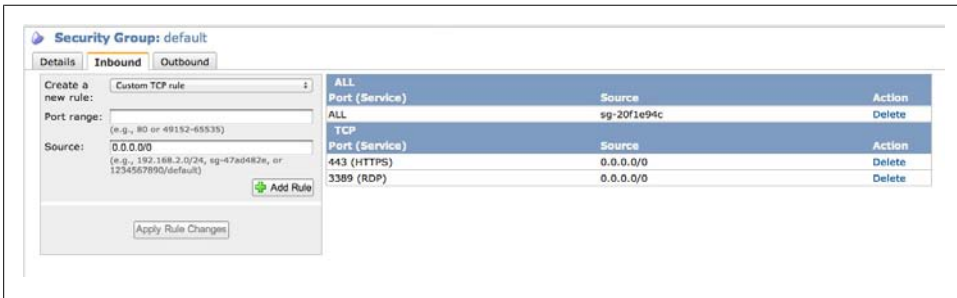 Security Group: default
Details Inbound Outbound
Create a new rule: Custom TCP rule
Port range:
(e.g., 80 or 49152-65535)
Source: 0.0.0.0/0
(e.g., 192.168.2.0/24, sg-47ad482e, or
1234567890/default)
Add Rule
Apply Rule Changes
ALL
Port (Service) Source Action
ALL sg-20f1e94c Delete
TCP
Port (Service) Source Action
443 (HTTPS) 0.0.0.0/0 Delete
3389 (RDP) 0.0.0.0/0 Delete